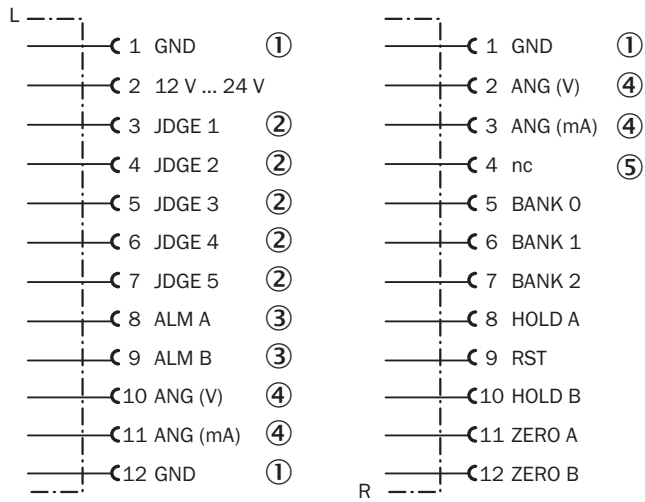 L
1 GND ①
2 12 V ... 24 V
3 JDGE 1 ②
4 JDGE 2 ②
5 JDGE 3 ②
6 JDGE 4 ②
7 JDGE 5 ②
8 ALM A ③
9 ALM B ③
10 ANG (V) ④
11 ANG (mA) ④
12 GND ①
1 GND ①
2 ANG (V) ④
3 ANG (mA) ④
4 nc ⑤
5 BANK 0
6 BANK 1
7 BANK 2
8 HOLD A
9 RST
10 HOLD B
11 ZERO A
12 ZERO B
R